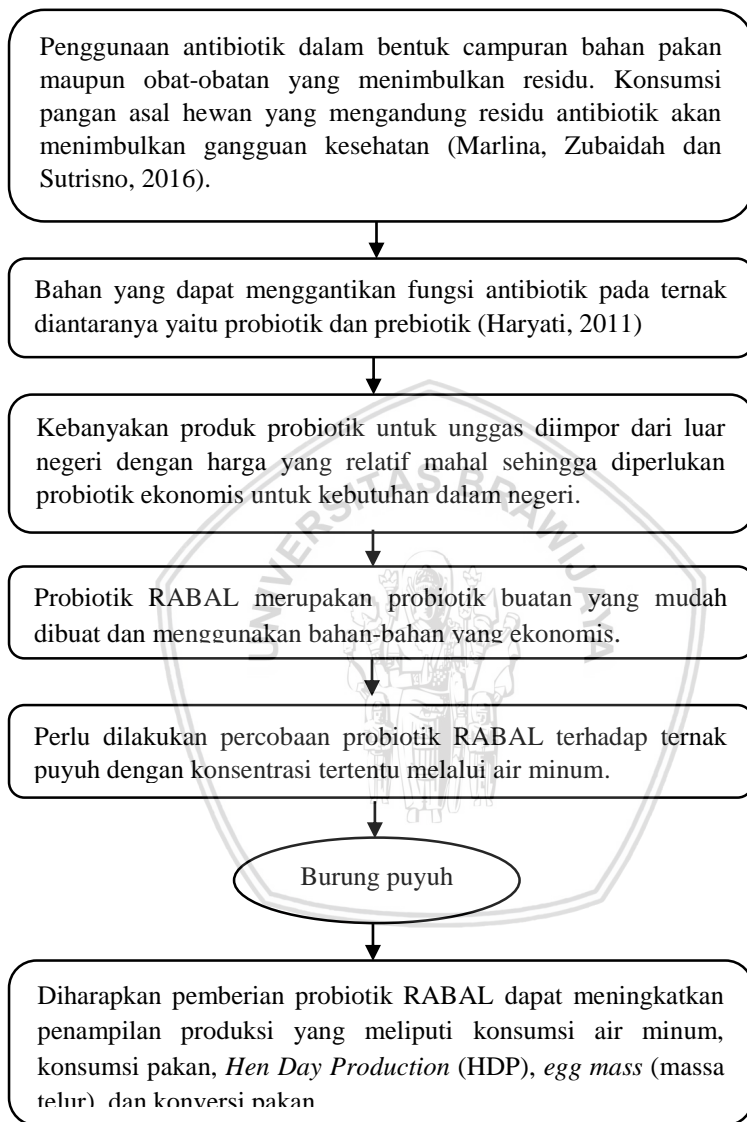 Penggunaan antibiotik dalam bentuk campuran bahan pakan
maupun obat-obatan yang menimbulkan residu. Konsumsi
pangan asal hewan yang mengandung residu antibiotik akan
menimbulkan gangguan kesehatan (Marlina, Zubaidah dan
Sutrisno, 2016).
Bahan yang dapat menggantikan fungsi antibiotik pada ternak
diantaranya yaitu probiotik dan prebiotik (Haryati, 2011)
Kebanyakan produk probiotik untuk unggas diimpor dari luar
negeri dengan harga yang relatif mahal sehingga diperlukan
probiotik ekonomis untuk kebutuhan dalam negeri.
Probiotik RABAL merupakan probiotik buatan yang mudah
dibuat dan menggunakan bahan-bahan yang ekonomis.
Perlu dilakukan percobaan probiotik RABAL terhadap ternak
puyuh dengan konsentrasi tertentu melalui air minum.
Burung puyuh
Diharapkan pemberian probiotik RABAL dapat meningkatkan
penampilan produksi yang meliputi konsumsi air minum,
konsumsi pakan, Hen Day Production (HDP), egg mass (massa
telur), dan konversi pakan
UNIVERSITAS BRAWIJAYA